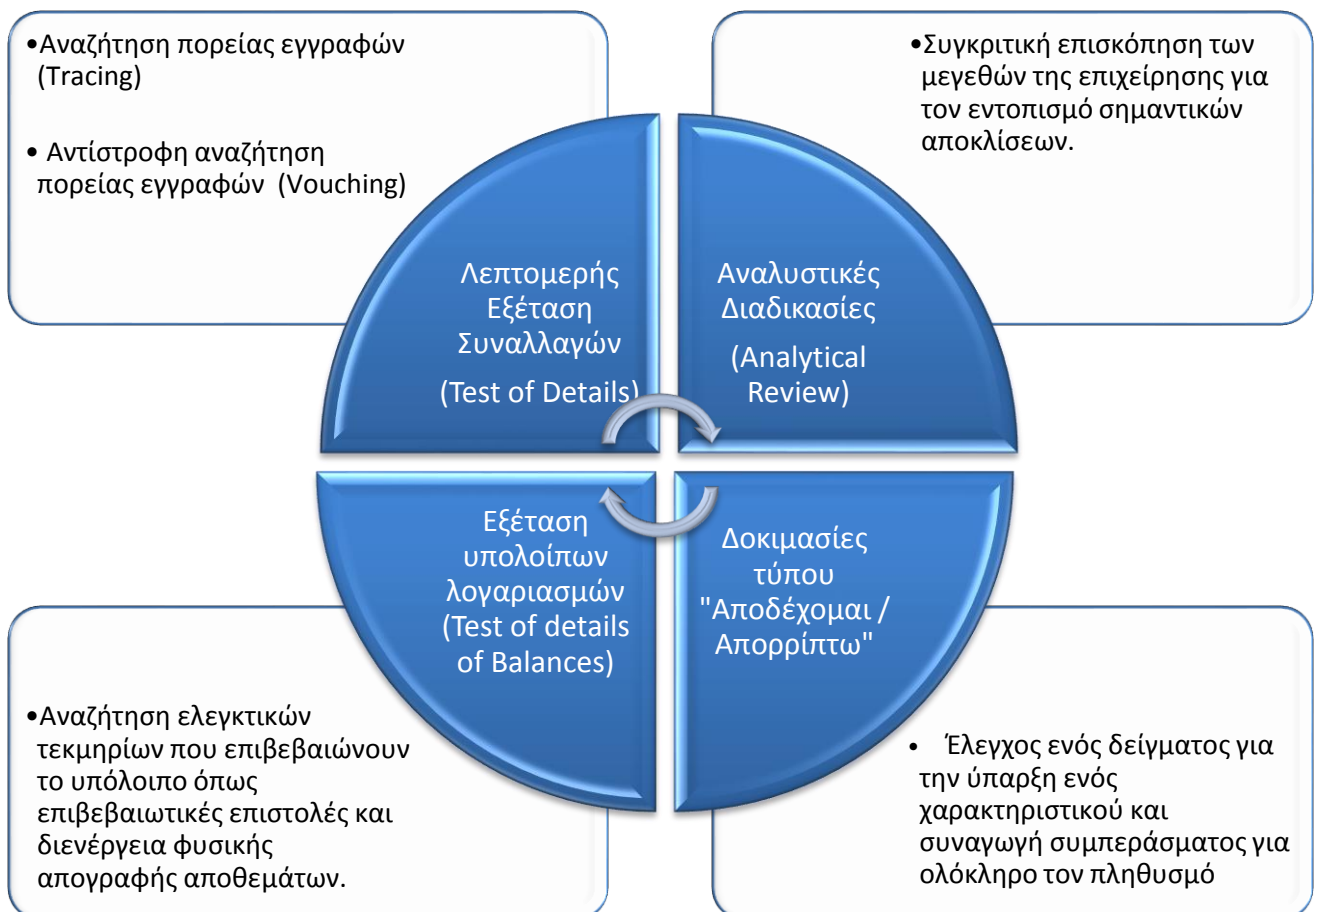 •Αναζήτηση πορείας εγγραφών
(Tracing)
• Αντίστροφη αναζήτηση
πορείας εγγραφών (Vouching)
•Συγκριτική επισκόπηση των
μεγεθών της επιχείρησης για
τον εντοπισμό σημαντικών
αποκλίσεων.
Λεπτομερής
Εξέταση
Συναλλαγών
(Test of Details)
Αναλυστικές
Διαδικασίες
(Analytical
Review)
Εξέταση
υπολοίπων
λογαριασμών
(Test of details
of Balances)
Δοκιμασίες
τύπου
"Αποδέχομαι /
Απορρίπτω"
•Αναζήτηση ελεγκτικών
τεκμηρίων που επιβεβαιώνουν
το υπόλοιπο όπως
επιβεβαιωτικές επιστολές και
διενέργεια φυσικής
απογραφής αποθεμάτων.
• Έλεγχος ενός δείγματος για
την ύπαρξη ενός
χαρακτηριστικού και
συναγωγή συμπεράσματος για
ολόκληρο τον πληθυσμό